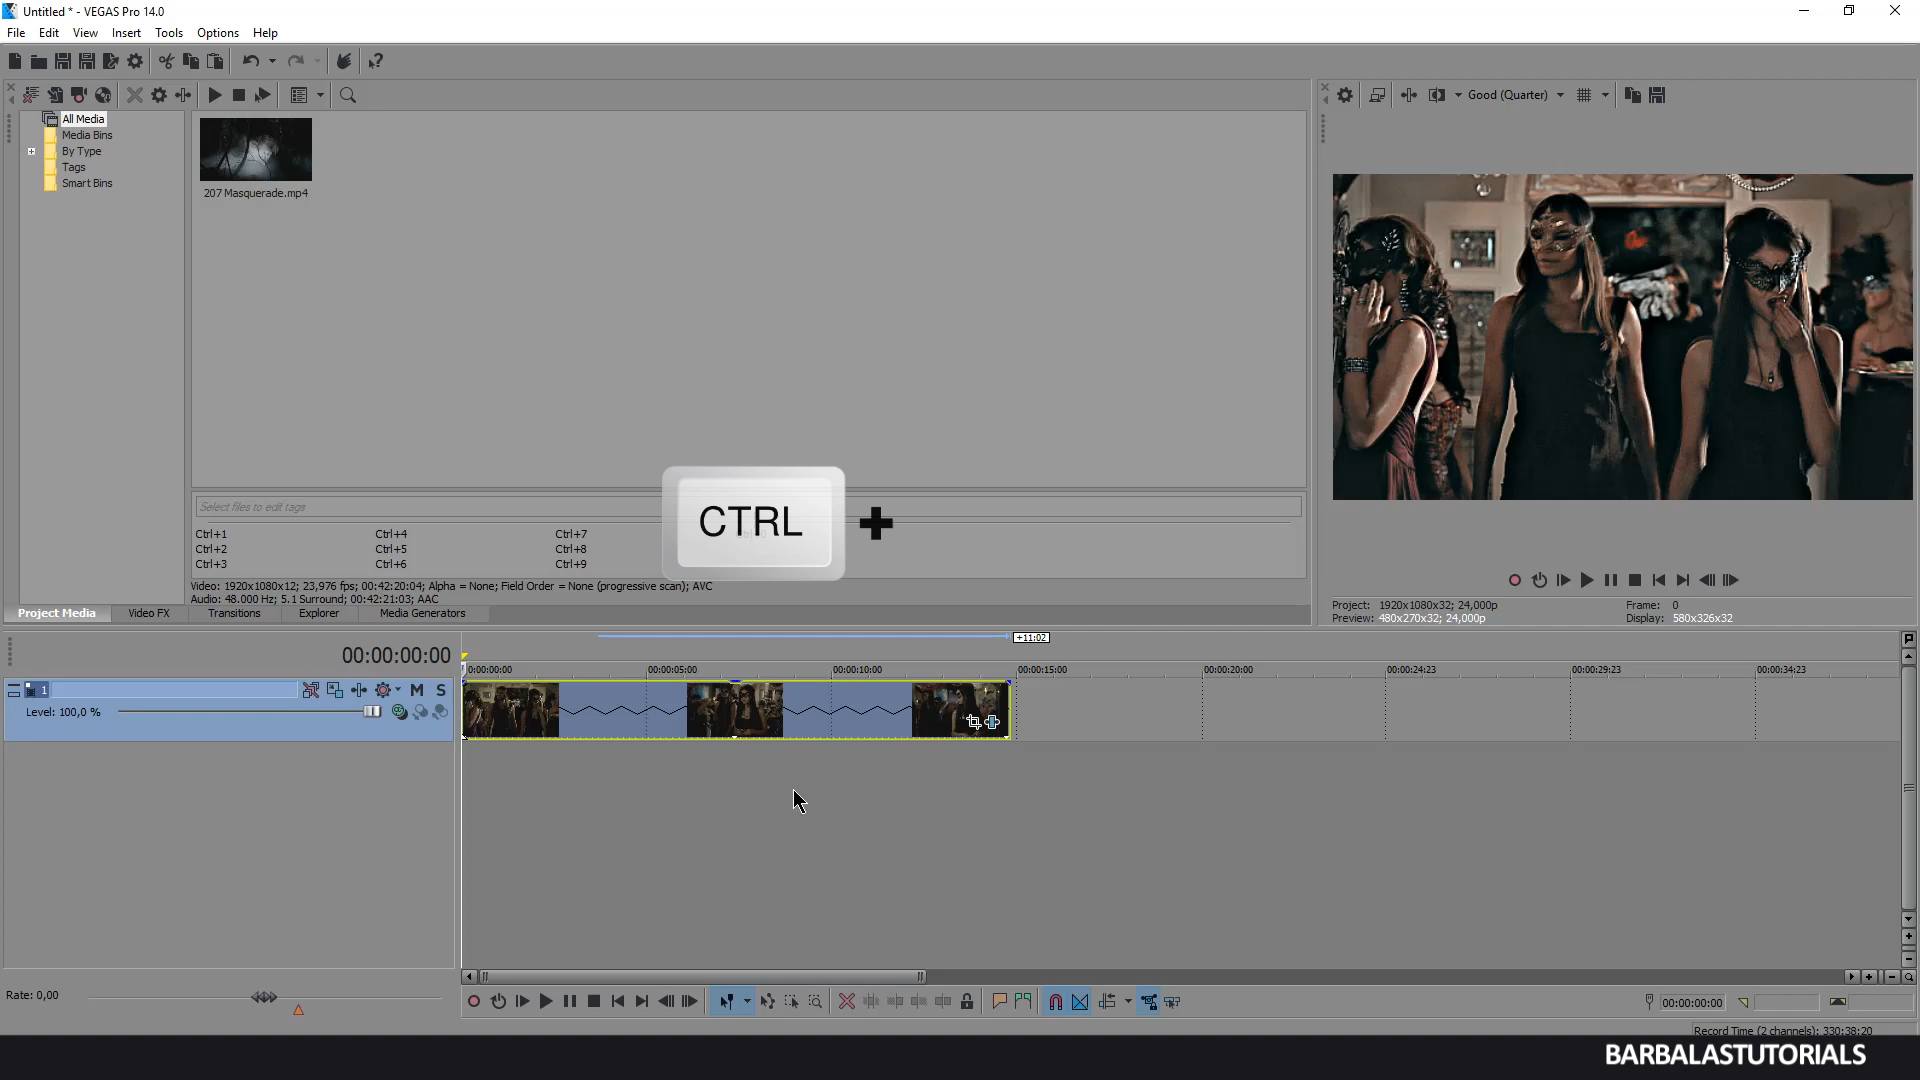 Untitled * - VEGAS Pro 14.0
File Edit View Insert Tools Options Help
Good (Quarter)
All Media
Media Bins
By Type
Tags
Smart Bins
207 Masquerade.mp4
Select files to edit tags
Ctrl+1 Ctrl+4 Ctrl+7
Ctrl+2 Ctrl+5 Ctrl+8
Ctrl+3 Ctrl+6 Ctrl+9
CTRL +
Video: 1920x1080x12; 23,976 fps; 00:42:20:04; Alpha = None; Field Order = None (progressive scan); AVC
Audio: 48.000 Hz; 5.1 Surround; 00:42:21:03; AAC
Project Media Video FX Transitions Explorer Media Generators
Project: 1920x1080x32; 24,000p Frame: 0
Preview: 480x270x32; 24,000p Display: 580x326x32
+11:02
00:00:00:00
0:00:00:00 00:00:05:00 00:00:10:00 00:00:15:00 00:00:20:00 00:00:24:23 00:00:29:23 00:00:34:23
1 M S
Level: 100,0 %
Rate: 0,00
00:00:00:00
Record Time (2 channels): 330:38:20
BARBALASTUTORIALS